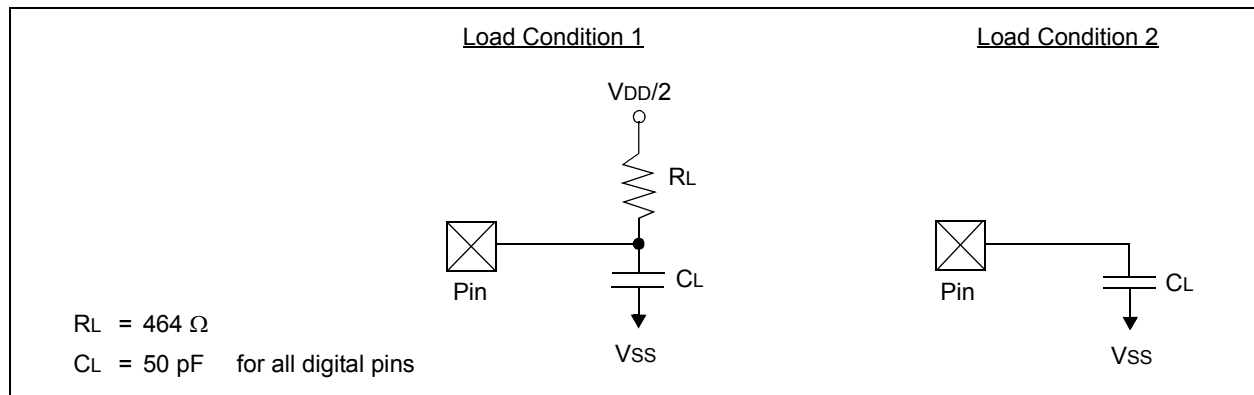 Load Condition 1
Load Condition 2
VDD/2
RL
CL
Pin
VSS
CL
Pin
VSS
RL = 464 Ω
CL = 50 pF for all digital pins